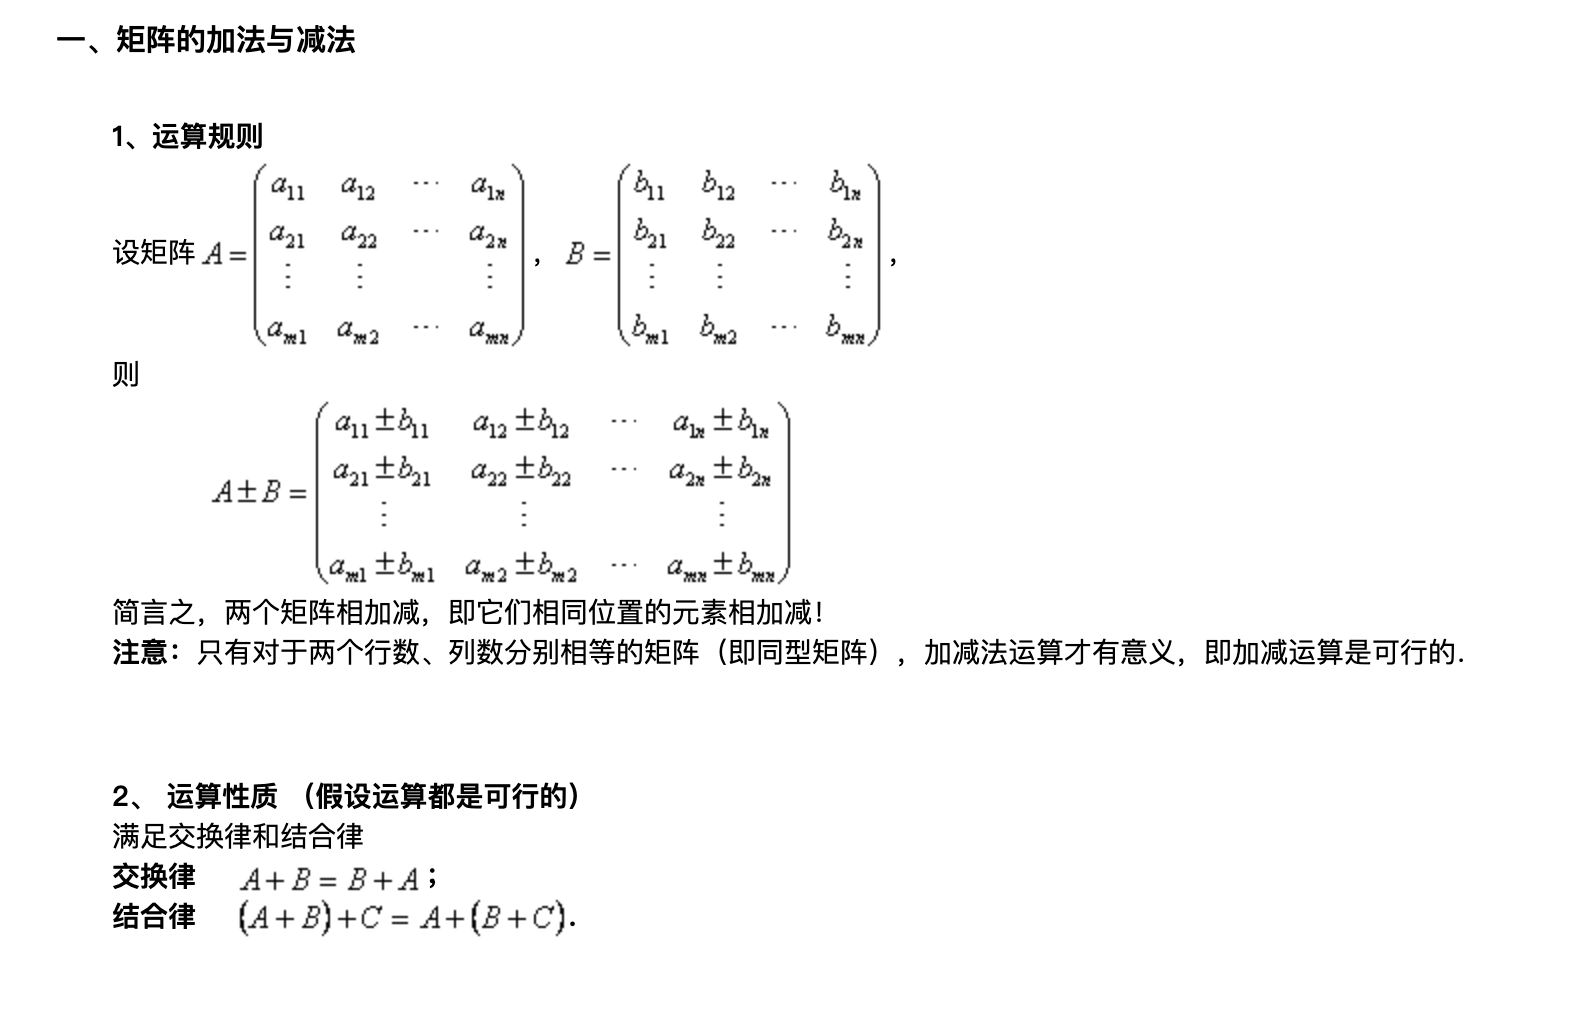 一、矩阵的加法与减法
1、运算规则
设矩阵 $A=\begin{pmatrix} a_{11} & a_{12} & \cdots & a_{1n} \\ a_{21} & a_{22} & \cdots & a_{2n} \\ \vdots & \vdots & & \vdots \\ a_{m1} & a_{m2} & \cdots & a_{mn} \end{pmatrix}$， $B=\begin{pmatrix} b_{11} & b_{12} & \cdots & b_{1n} \\ b_{21} & b_{22} & \cdots & b_{2n} \\ \vdots & \vdots & & \vdots \\ b_{m1} & b_{m2} & \cdots & b_{mn} \end{pmatrix}$，
则
$A\pm B=\begin{pmatrix} a_{11}\pm b_{11} & a_{12}\pm b_{12} & \cdots & a_{1n}\pm b_{1n} \\ a_{21}\pm b_{21} & a_{22}\pm b_{22} & \cdots & a_{2n}\pm b_{2n} \\ \vdots & \vdots & & \vdots \\ a_{m1}\pm b_{m1} & a_{m2}\pm b_{m2} & \cdots & a_{mn}\pm b_{mn} \end{pmatrix}$
简言之，两个矩阵相加减，即它们相同位置的元素相加减！
注意：只有对于两个行数、列数分别相等的矩阵（即同型矩阵），加减法运算才有意义，即加减运算是可行的.
2、 运算性质 （假设运算都是可行的）
满足交换律和结合律
交换律 $A+B=B+A$；
结合律 $(A+B)+C=A+(B+C)$.